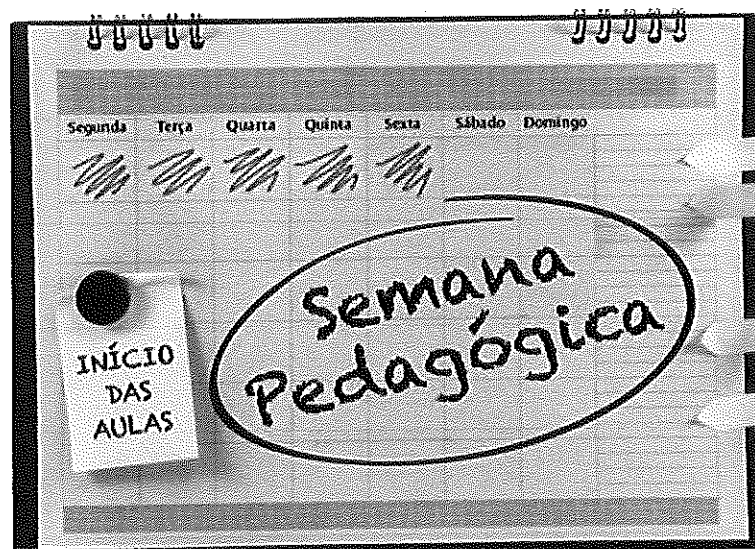 Segunda Terça Quarta Quinta Sexta Sábado Domingo
Semana
Pedagógica
INÍCIO
DAS
AULAS